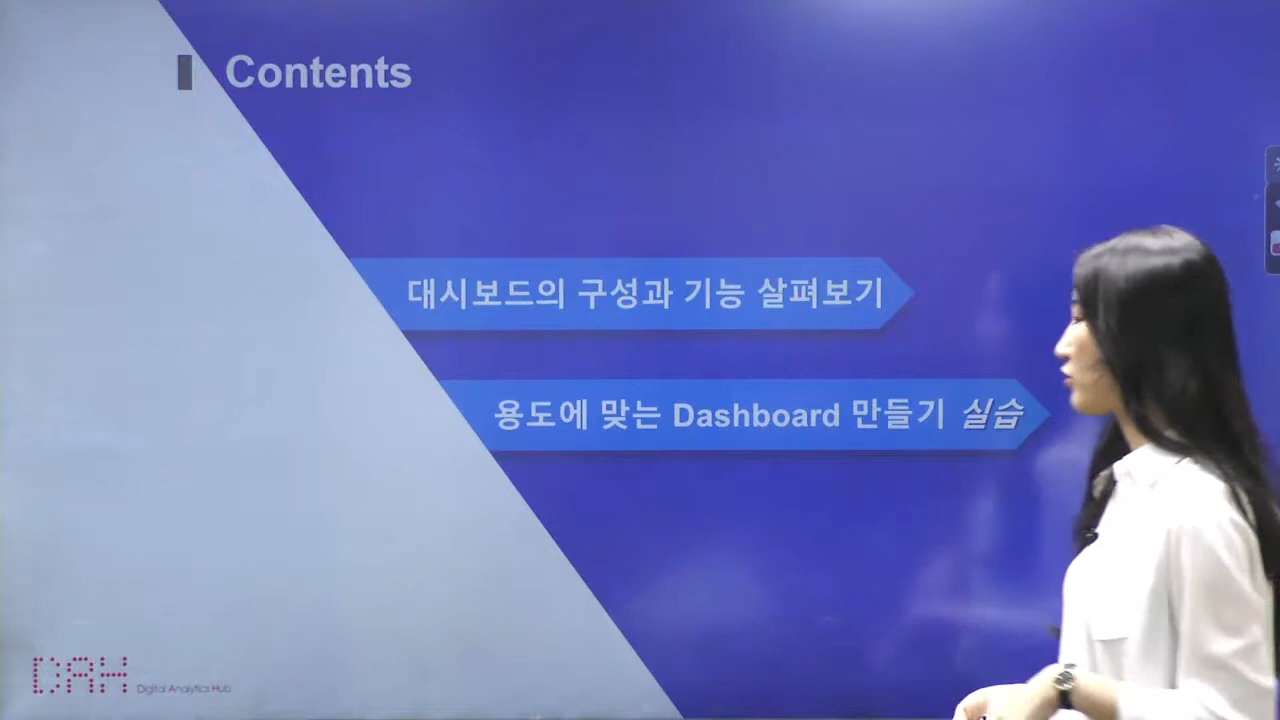 Contents
대시보드의 구성과 기능 살펴보기
용도에 맞는 Dashboard 만들기 실습
DAH Digital Analytics Hub